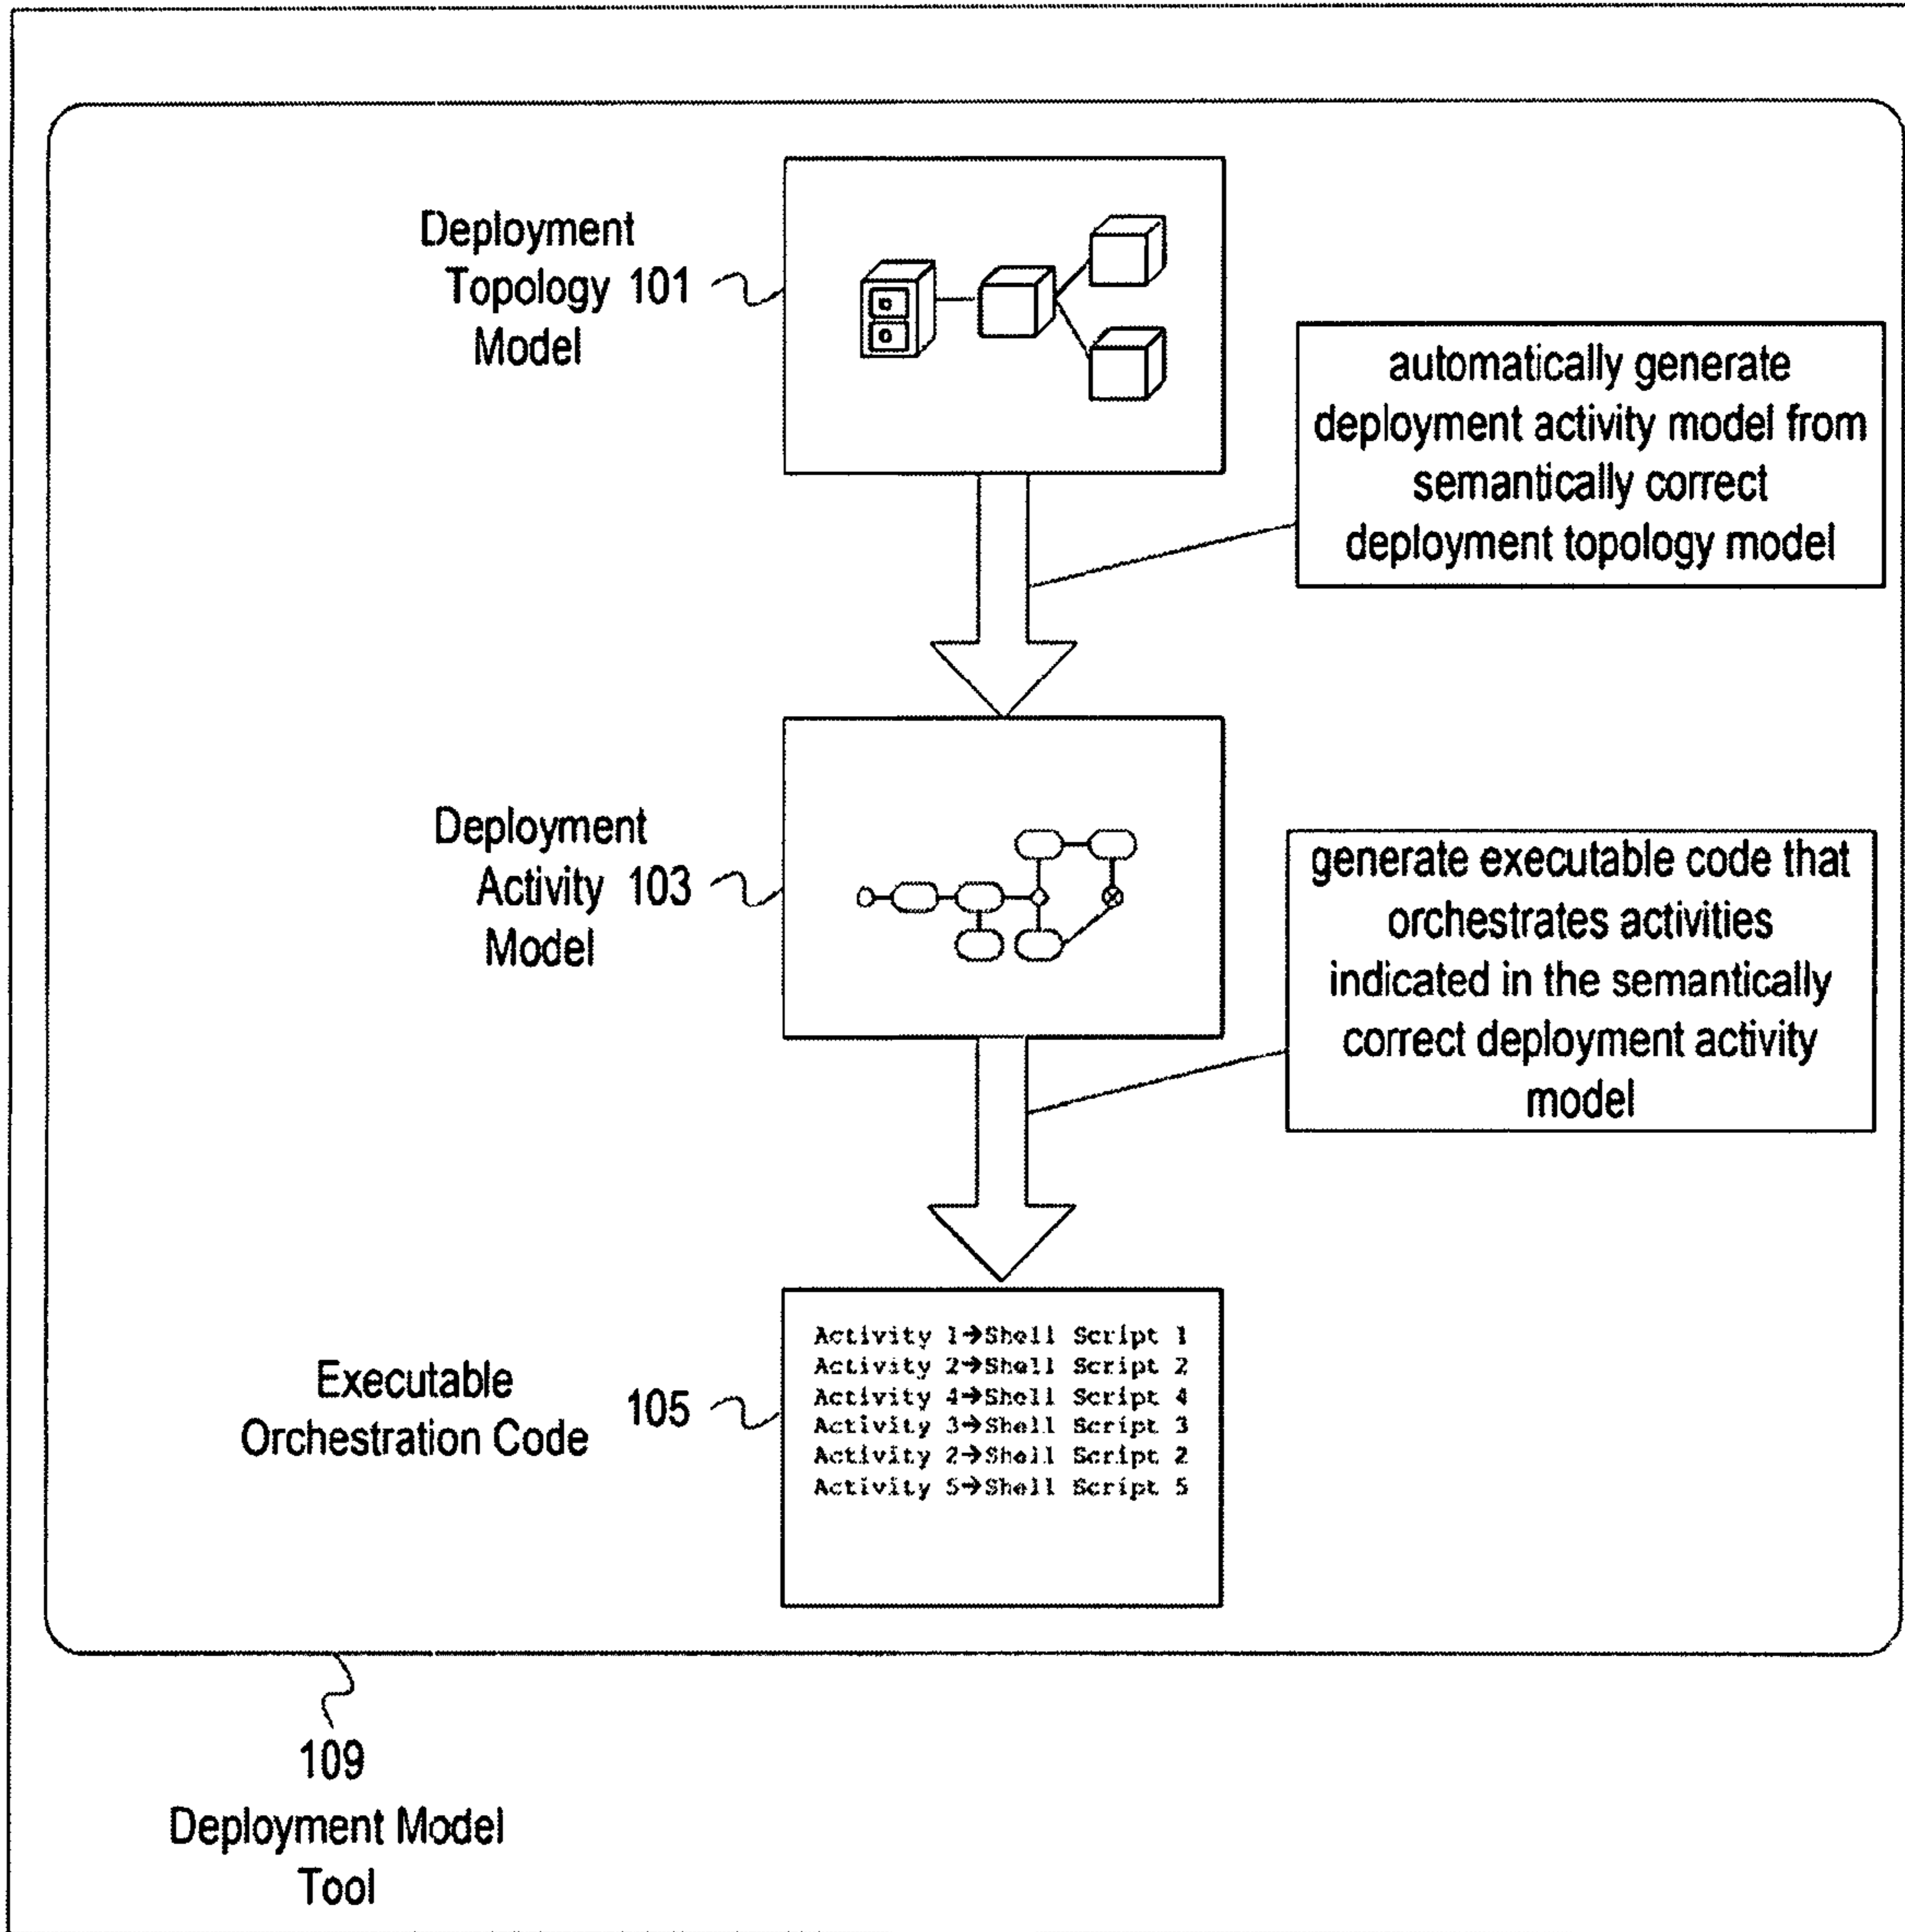 Deployment
Topology 101
Model
automatically generate
deployment activity model from
semantically correct
deployment topology model
Deployment
Activity 103
Model
generate executable code that
orchestrates activities
indicated in the semantically
correct deployment activity
model
Executable
Orchestration Code 105
Activity 1→Shell Script 1
Activity 2→Shell Script 2
Activity 4→Shell Script 4
Activity 3→Shell Script 3
Activity 2→Shell Script 2
Activity 5→Shell Script 5
109
Deployment Model
Tool